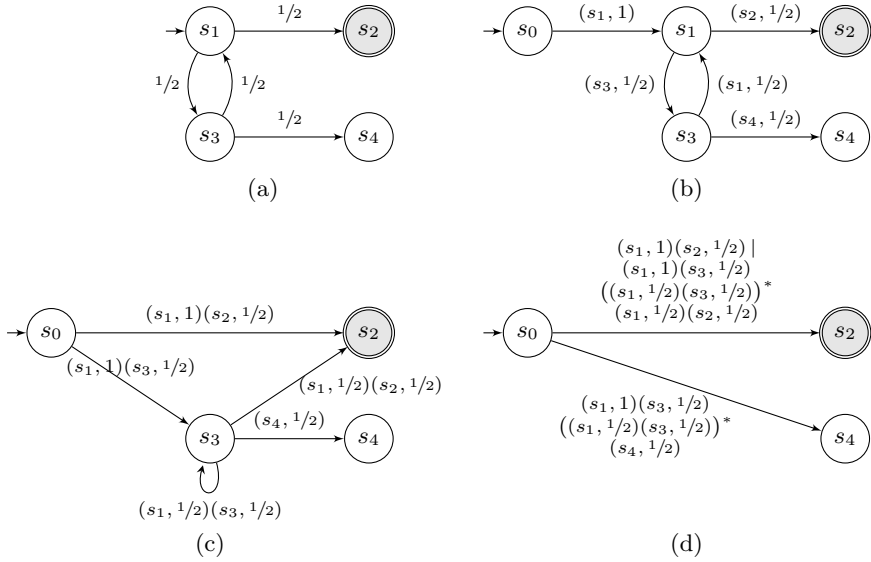 s₁
1/2
s₂
1/2
1/2
s₃
1/2
s₄
(a)
s₀
(s₁, 1)
s₁
(s₂, 1/2)
s₂
(s₃, 1/2)
(s₁, 1/2)
s₃
(s₄, 1/2)
s₄
(b)
s₀
(s₁, 1)(s₂, 1/2)
s₂
(s₁, 1)(s₃, 1/2)
(s₁, 1/2)(s₂, 1/2)
s₃
(s₄, 1/2)
s₄
(s₁, 1/2)(s₃, 1/2)
(c)
(s₁, 1)(s₂, 1/2) |
(s₁, 1)(s₃, 1/2)
((s₁, 1/2)(s₃, 1/2))*
(s₁, 1/2)(s₂, 1/2)
s₀
s₂
(s₁, 1)(s₃, 1/2)
((s₁, 1/2)(s₃, 1/2))*
(s₄, 1/2)
s₄
(d)